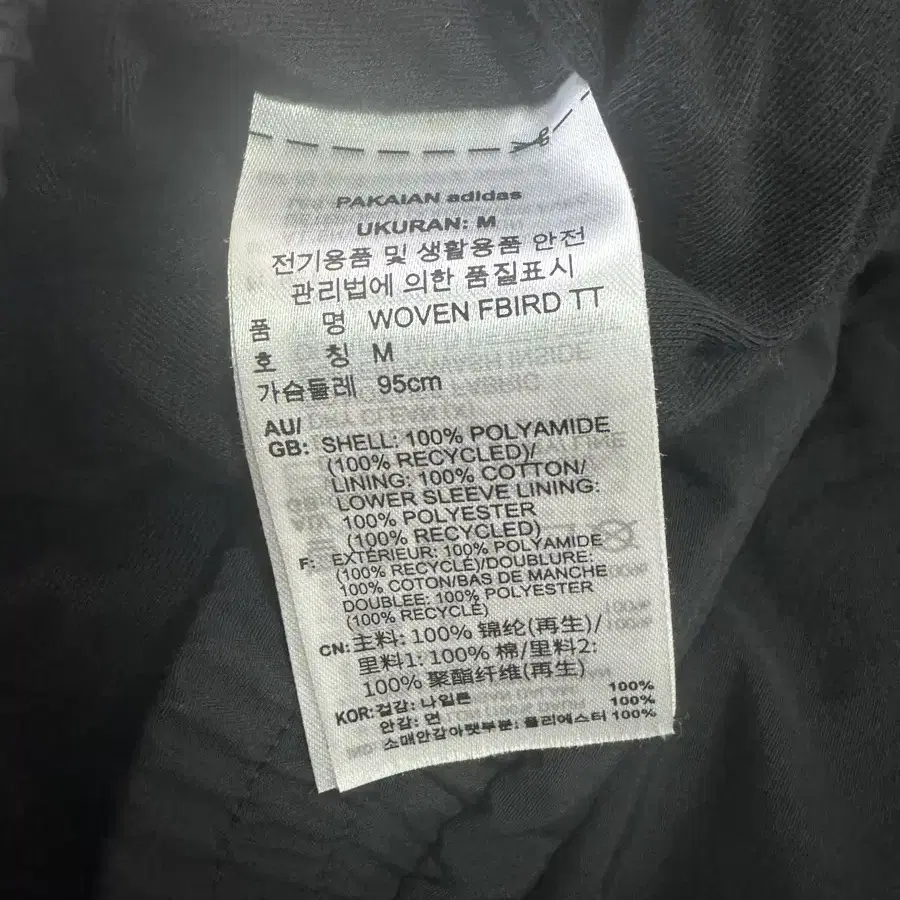 PAKAIAN adidas
UKURAN: M
전기용품 및 생활용품 안전
관리법에 의한 품질표시
품 명 WOVEN FBIRD TT
호 칭 M
가슴둘레 95cm
AU/
GB: SHELL: 100% POLYAMIDE
(100% RECYCLED)/
LINING: 100% COTTON/
LOWER SLEEVE LINING:
100% POLYESTER
(100% RECYCLED)
F: EXTÉRIEUR: 100% POLYAMIDE
(100% RECYCLÉ)/DOUBLURE:
100% COTON/BAS DE MANCHE
DOUBLÉE: 100% POLYESTER
(100% RECYCLÉ)
CN: 主料: 100% 锦纶(再生)/
里料1: 100% 棉/里料2:
100% 聚酯纤维(再生)
KOR: 겉감: 나일론 100%
안감: 면 100%
소매안감아랫부분: 폴리에스터 100%